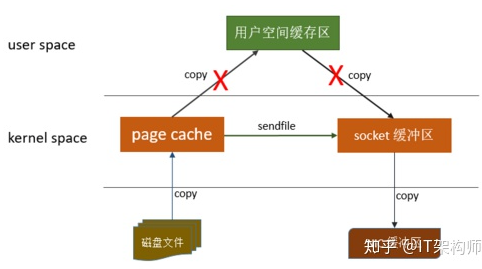 user space
用户空间缓存区
copy
copy
kernel space
page cache
sendfile
socket 缓冲区
copy
copy
磁盘文件
缓冲区
知乎 @IT架构师